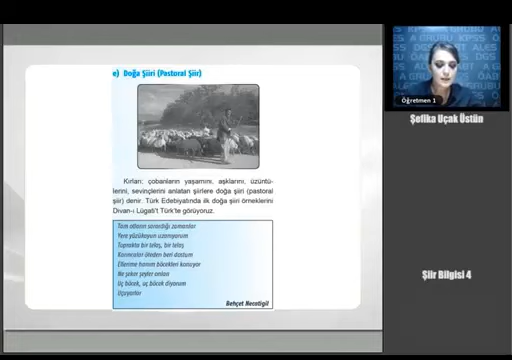 e) Doğa Şiiri (Pastoral Şiir)
Kırları; çobanların yaşamını, aşklarını, üzüntü-
lerini, sevinçlerini anlatan şiirlere doğa şiiri (pastoral
şiir) denir. Türk Edebiyatında ilk doğa şiiri örneklerini
Divan-ı Lügati't Türk'te görüyoruz.
Tam otların sarardığı zamanlar
Yere yüzükoyun uzanıyorum
Toprakta bir telaş, bir telaş
Karıncalar öteden beri dostum
Ellerime hanım böcekleri konuyor
Ne şeker şeyler onlar
Uç böcek, uç böcek diyorum
Uçuyorlar
Behçet Necatigil
Öğretmen 1
Şefika Uçak Üstün
Şiir Bilgisi 4